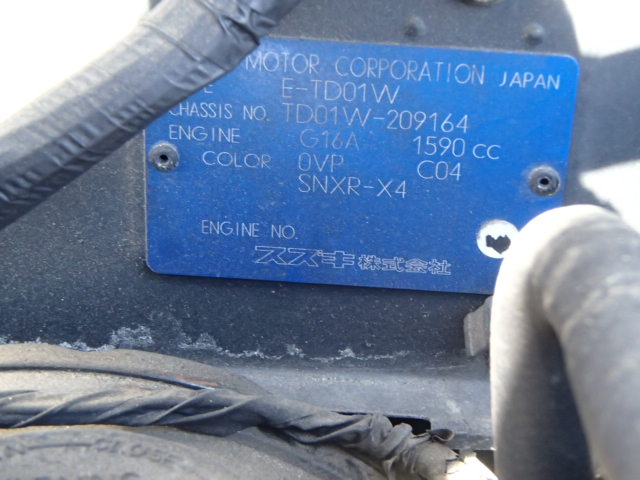 MOTOR CORPORATION JAPAN
E-TD01W
CHASSIS NO. TD01W-209164
ENGINE G16A 1590 cc
COLOR 0VP C04
SNXR-X4
ENGINE NO.
スズキ株式会社